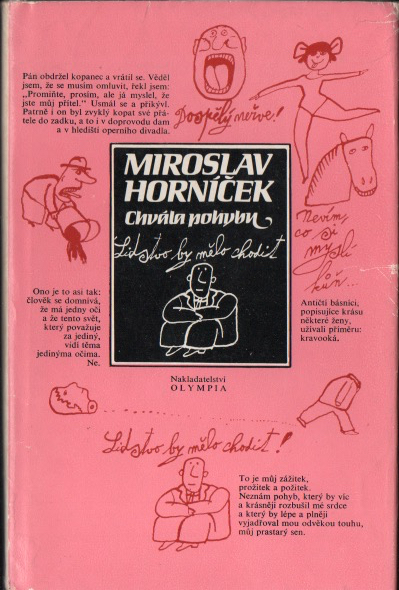 Pán obdržel kopanec a vrátil se. Věděl
jsem, že se musím omluvit, řekl jsem:
„Promiňte, prosím, ale já myslel, že
jste můj přítel.“ Usmál se a přikývl.
Patrně i on byl zvyklý kopat své přá-
tele do zadku, a to i v doprovodu dam
a v hledišti operního divadla.
Dospělý neřve!
MIROSLAV
HORNÍČEK
Chvála pohybu
Lidstvo by mělo chodit
Nevím,
co si
myslí
kůň...
Ono je to asi tak:
člověk se domnívá,
že má jedny oči
a že tento svět,
který považuje
za jediný,
vidí těma
jedinýma očima.
Ne.
Antičtí básníci,
popisujíce krásu
některé ženy,
užívali příměru:
kravooká.
Nakladatelství
OLYMPIA
Lidstvo by mělo chodit!
To je můj zážitek,
prožitek a požitek.
Neznám pohyb, který by víc
a krásněji rozbušil mé srdce
a který by lépe a plněji
vyjadřoval mou odvěkou touhu,
můj prastarý sen.